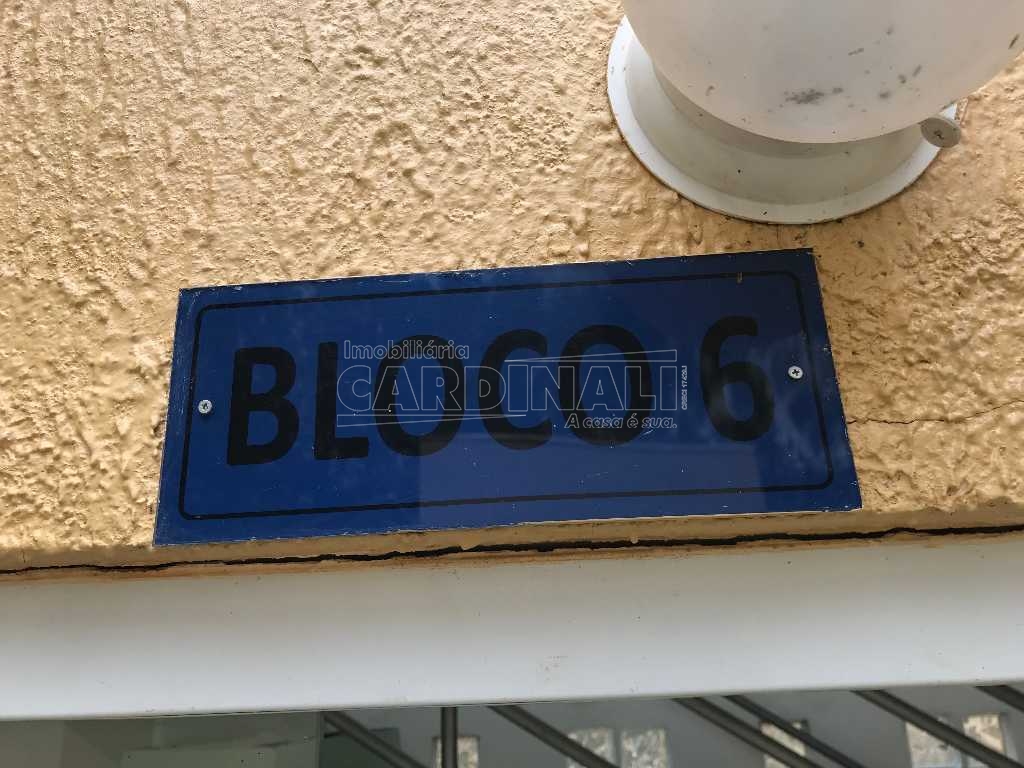 BLOCO 6
Imobiliária
CARDINALI
A casa é sua.